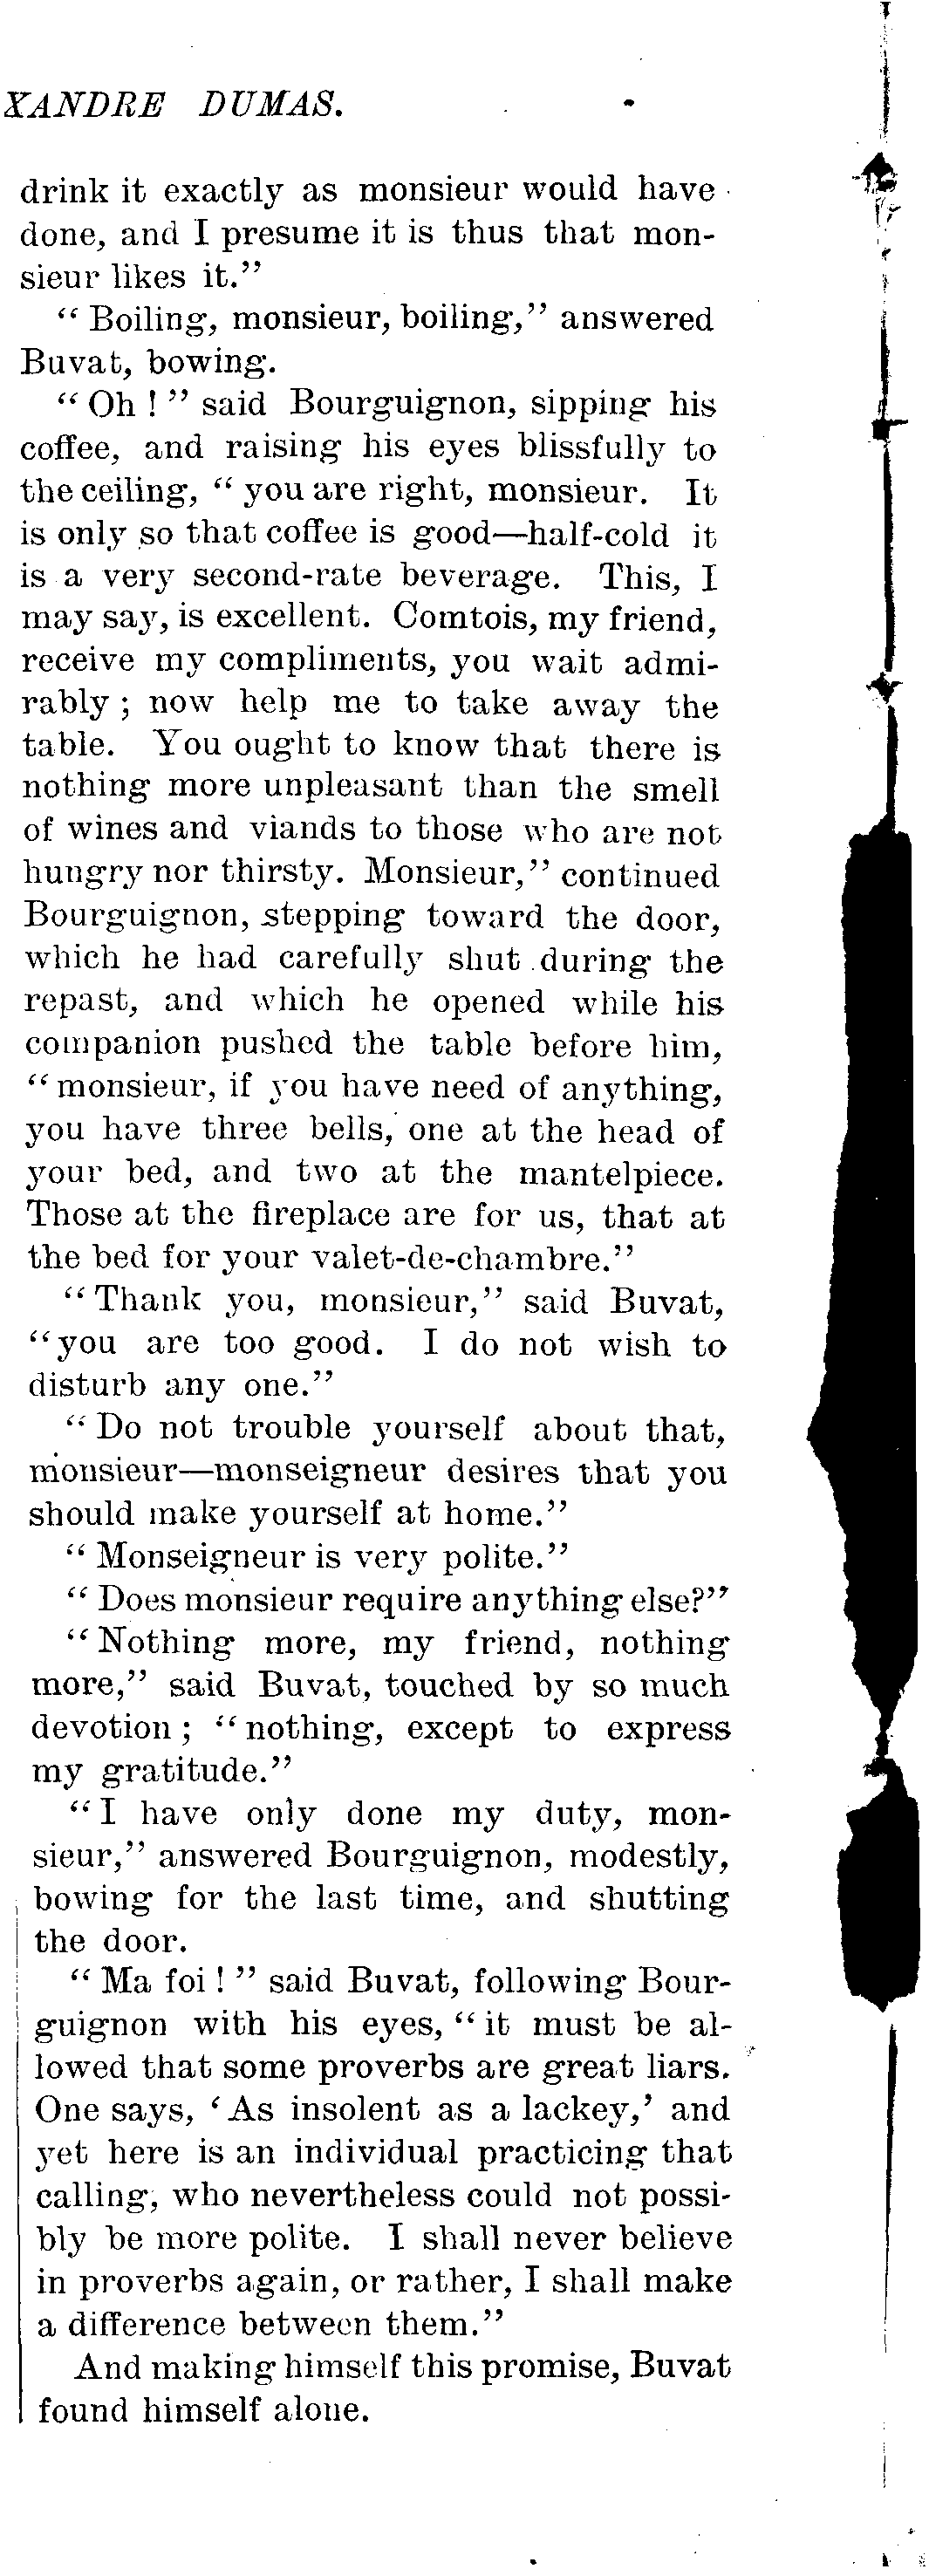 XANDRE DUMAS.
drink it exactly as monsieur would have
done, and I presume it is thus that mon-
sieur likes it.”
“ Boiling, monsieur, boiling,” answered
Buvat, bowing.
“ Oh ! ” said Bourguignon, sipping his
coffee, and raising his eyes blissfully to
the ceiling, “ you are right, monsieur. It
is only so that coffee is good—half-cold it
is a very second-rate beverage. This, I
may say, is excellent. Comtois, my friend,
receive my compliments, you wait admi-
rably ; now help me to take away the
table. You ought to know that there is
nothing more unpleasant than the smell
of wines and viands to those who are not
hungry nor thirsty. Monsieur,” continued
Bourguignon, stepping toward the door,
which he had carefully shut during the
repast, and which he opened while his
companion pushed the table before him,
“ monsieur, if you have need of anything,
you have three bells, one at the head of
your bed, and two at the mantelpiece.
Those at the fireplace are for us, that at
the bed for your valet-de-chambre.”
“ Thank you, monsieur,” said Buvat,
“ you are too good. I do not wish to
disturb any one.”
“ Do not trouble yourself about that,
monsieur—monseigneur desires that you
should make yourself at home.”
“ Monseigneur is very polite.”
“ Does monsieur require anything else?”
“ Nothing more, my friend, nothing
more,” said Buvat, touched by so much
devotion ; “ nothing, except to express
my gratitude.”
“ I have only done my duty, mon-
sieur,” answered Bourguignon, modestly,
bowing for the last time, and shutting
the door.
“ Ma foi ! ” said Buvat, following Bour-
guignon with his eyes, “ it must be al-
lowed that some proverbs are great liars.
One says, ‘ As insolent as a lackey,’ and
yet here is an individual practicing that
calling, who nevertheless could not possi-
bly be more polite. I shall never believe
in proverbs again, or rather, I shall make
a difference between them.”
And making himself this promise, Buvat
found himself alone.